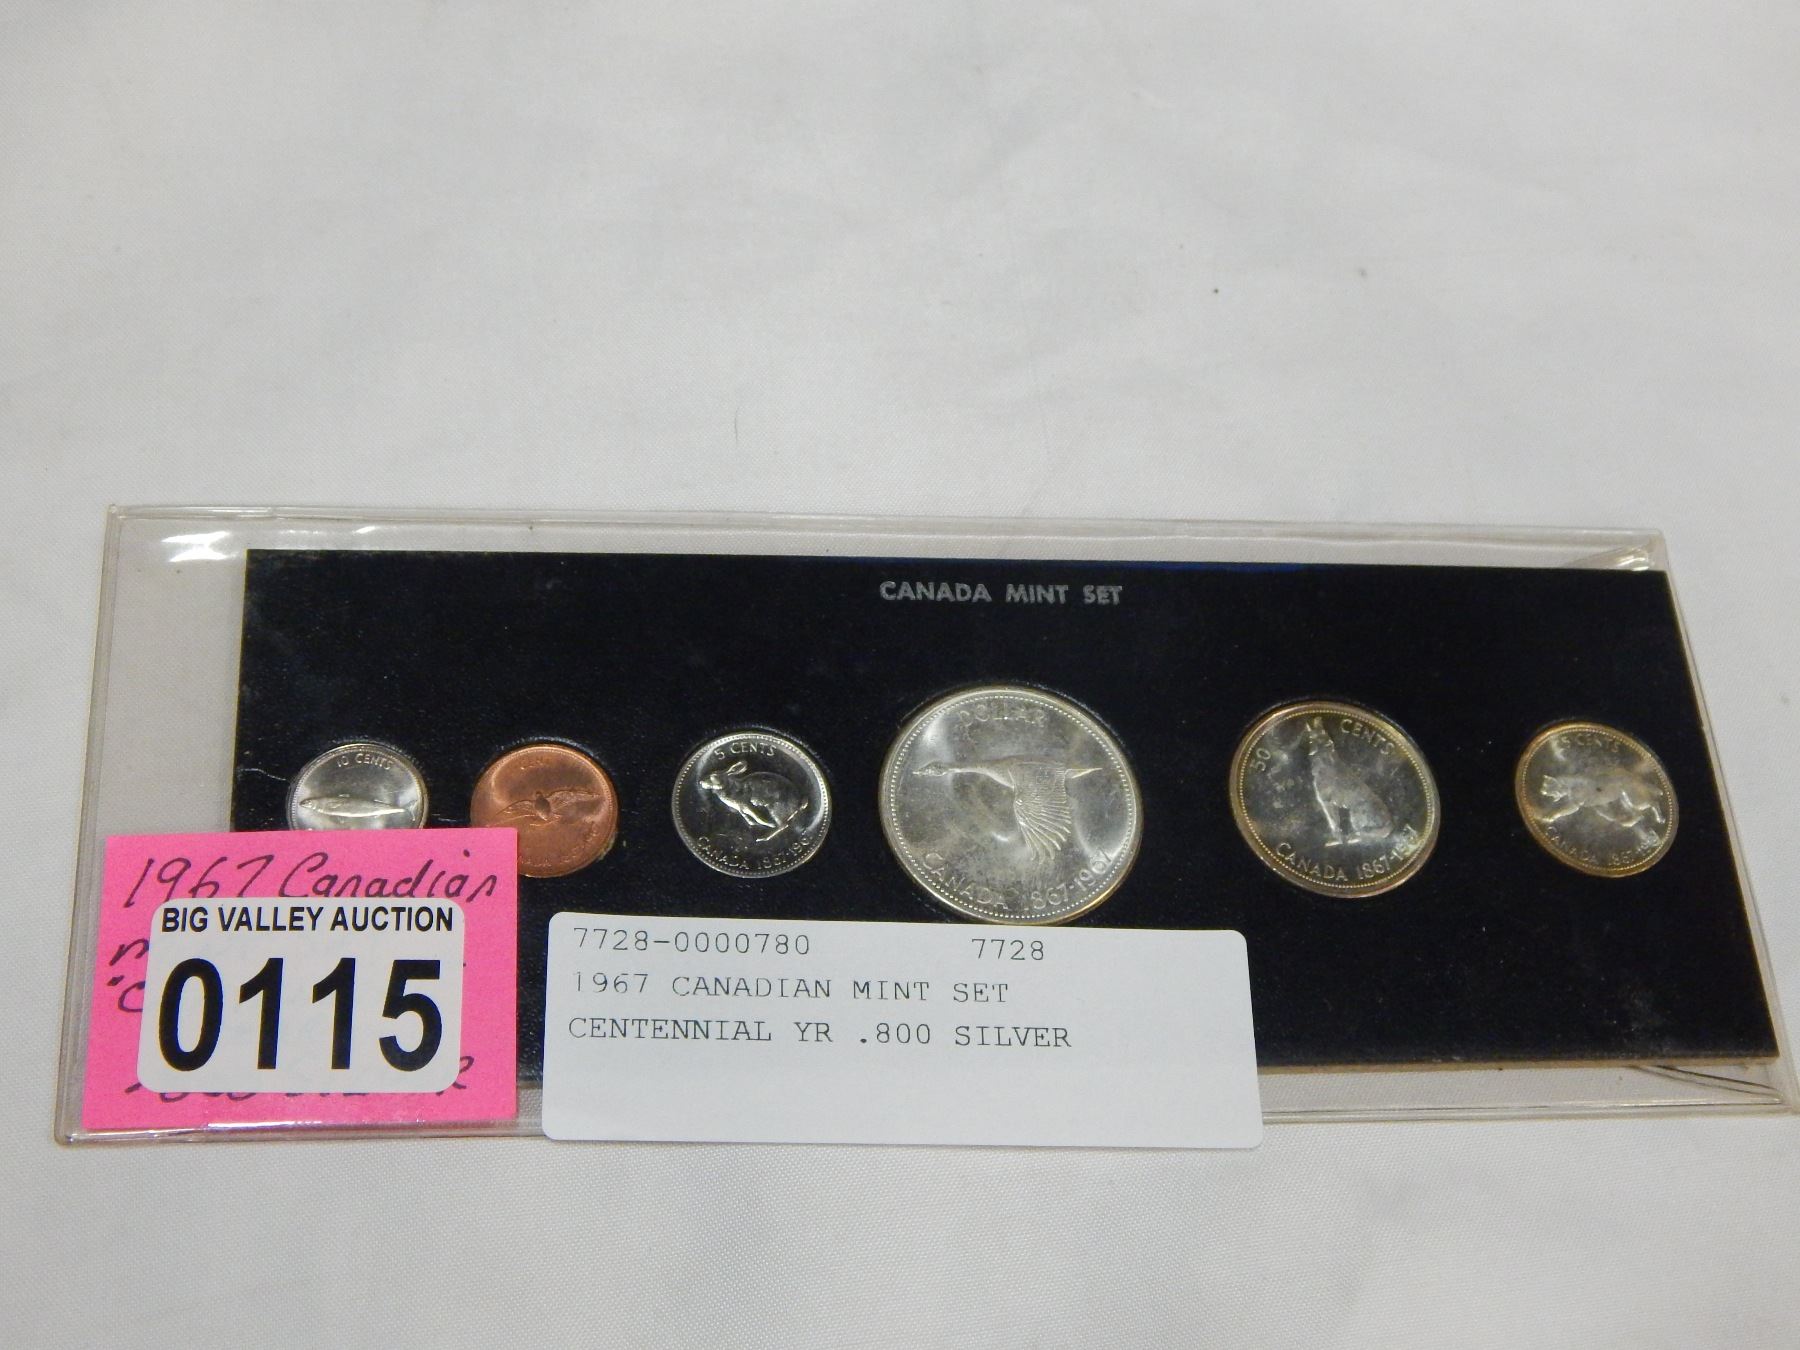 CANADA MINT SET
10 CENTS
5 CENTS
CANADA 1867-1967
DOLLAR
CANADA 1867-1967
50 CENTS
CANADA 1867-1967
CENTS
CANADA 1867-1967
1967 Canadian
BIG VALLEY AUCTION
0115
7728-0000780 7728
1967 CANADIAN MINT SET
CENTENNIAL YR .800 SILVER